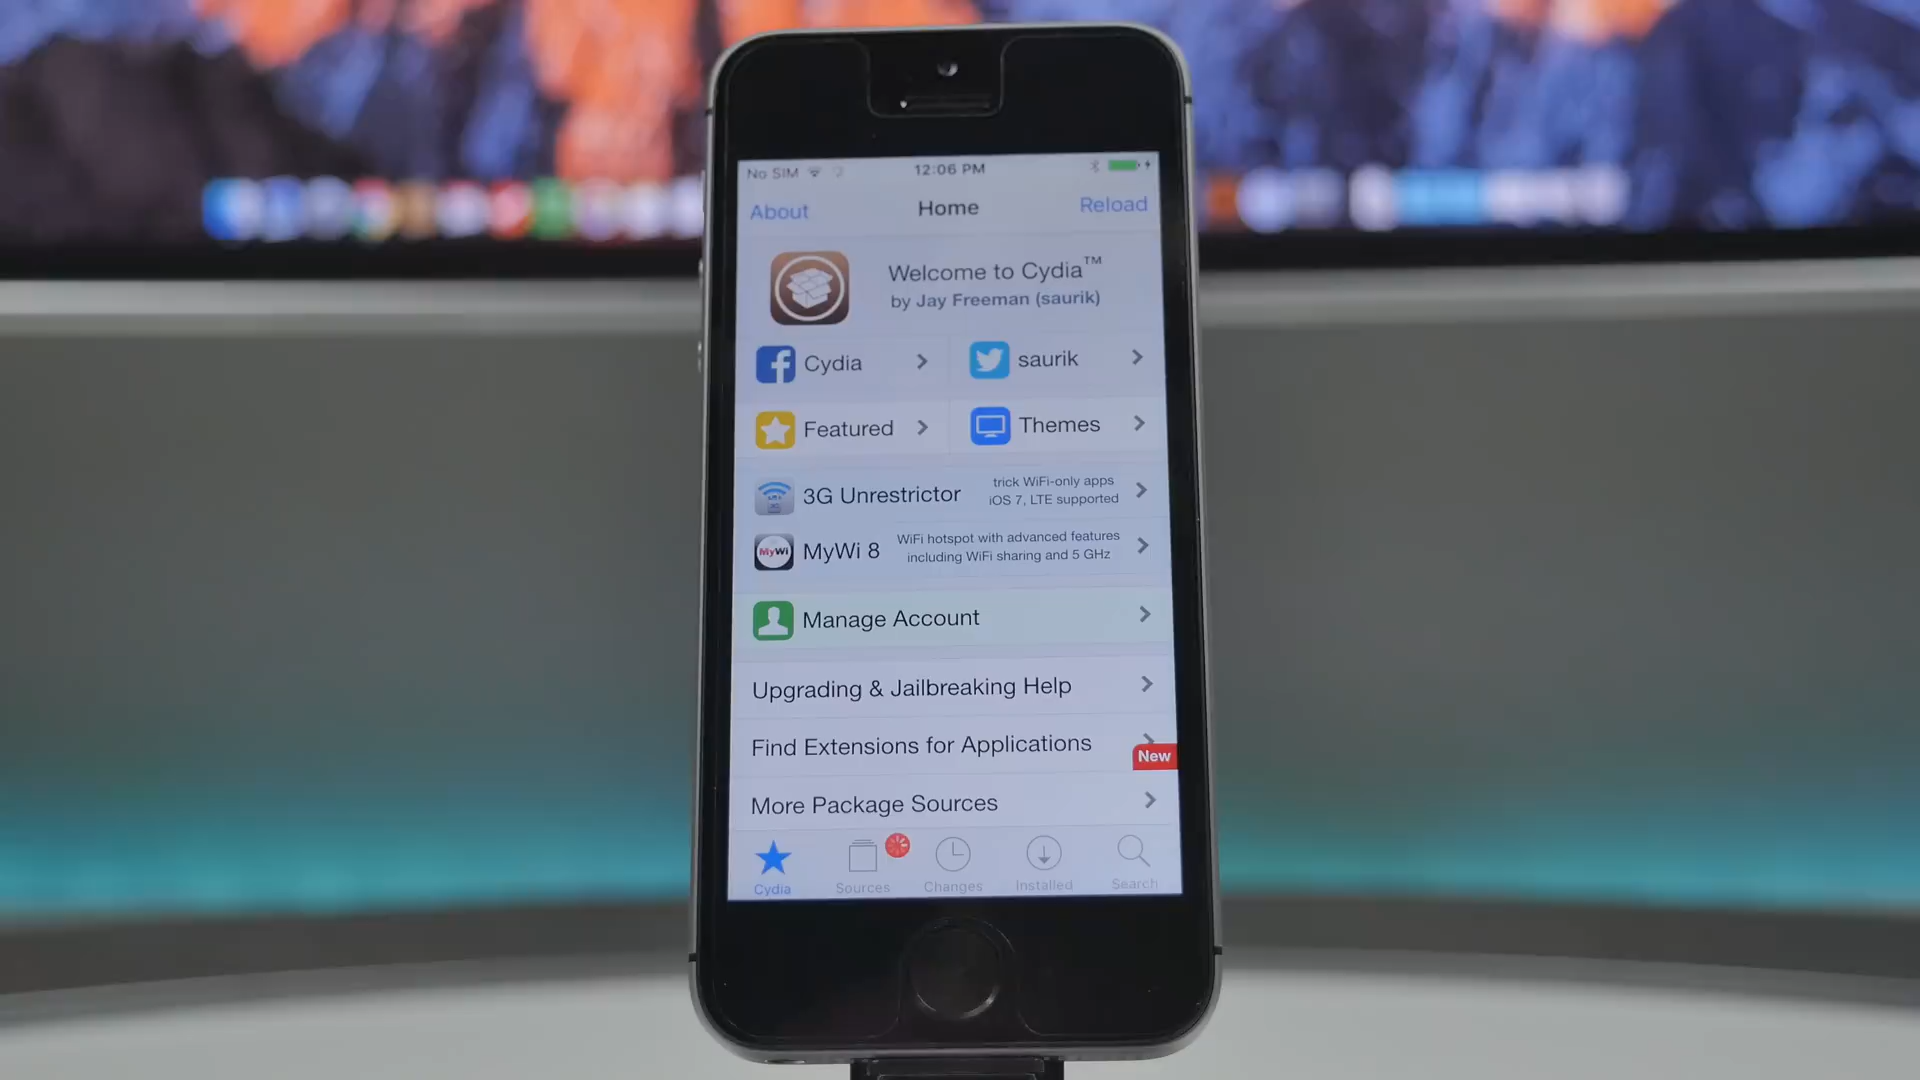 No SIM
12:06 PM
About
Home
Reload
Welcome to Cydia™
by Jay Freeman (saurik)
Cydia
saurik
Featured
Themes
3G Unrestrictor
trick WiFi-only apps
iOS 7, LTE supported
MyWi
MyWi 8
WiFi hotspot with advanced features
including WiFi sharing and 5 GHz
Manage Account
Upgrading & Jailbreaking Help
Find Extensions for Applications
New
More Package Sources
Cydia
Sources
Changes
Installed
Search